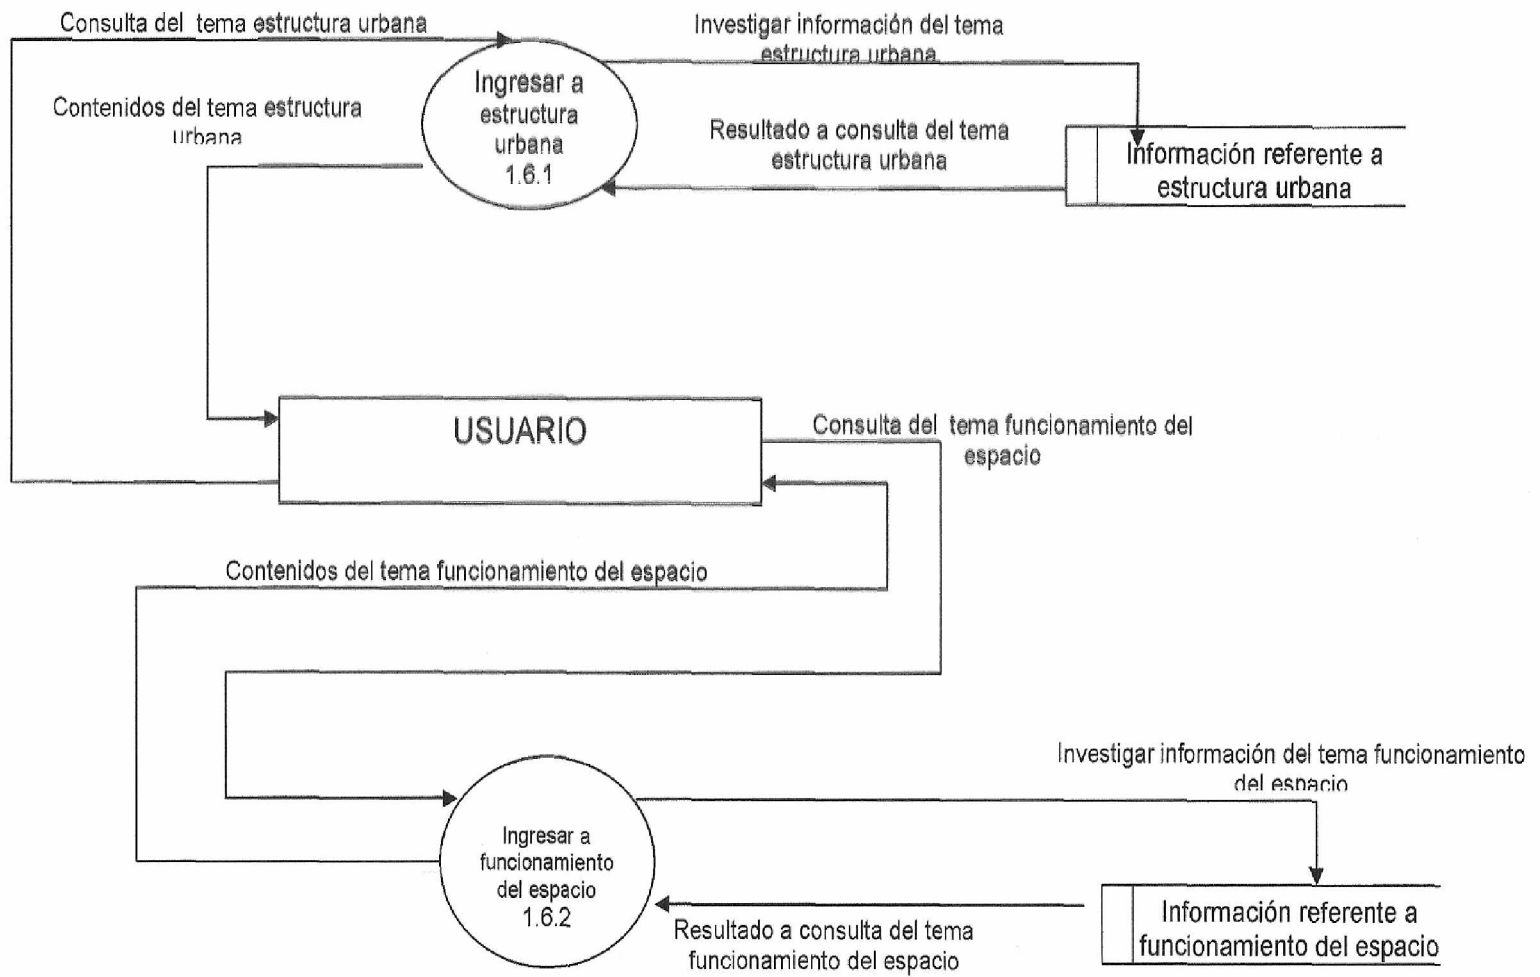 Consulta del tema estructura urbana
Investigar información del tema
estructura urbana
Ingresar a
estructura
urbana
1.6.1
Contenidos del tema estructura
urbana
Resultado a consulta del tema
estructura urbana
Información referente a
estructura urbana
USUARIO
Consulta del tema funcionamiento del
espacio
Contenidos del tema funcionamiento del espacio
Investigar información del tema funcionamiento
del espacio
Ingresar a
funcionamiento
del espacio
1.6.2
Resultado a consulta del tema
funcionamiento del espacio
Información referente a
funcionamiento del espacio